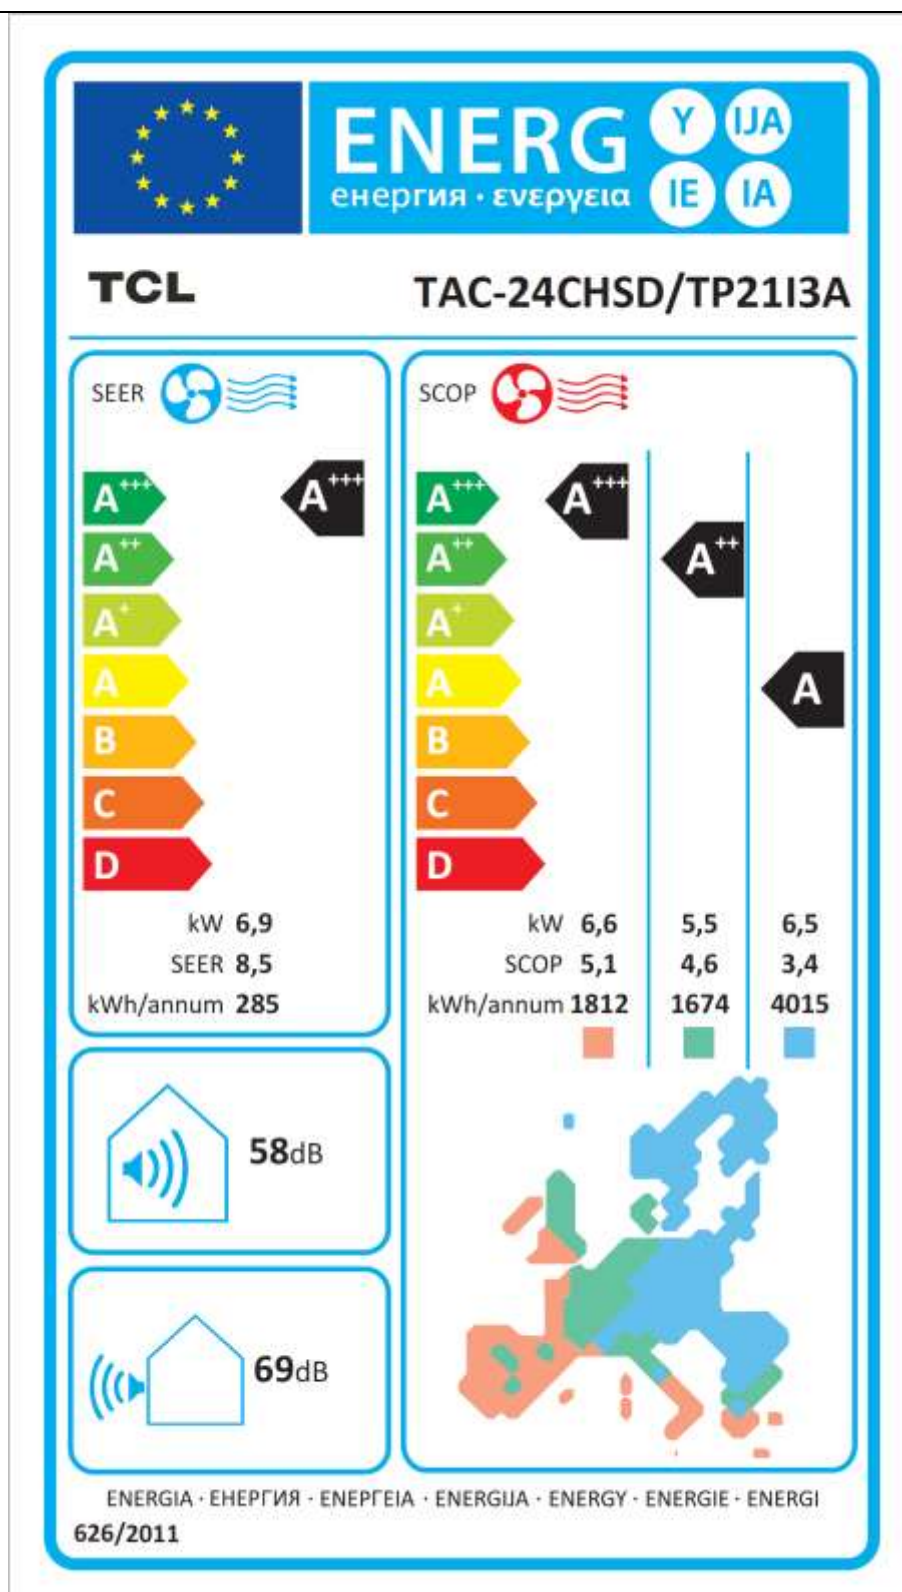 ENERG Y IJA
енергия · ενεργεια IE IA
TCL TAC-24CHSD/TP21I3A
SEER
A+++ A+++
A++
A+
A
B
C
D
kW 6,9
SEER 8,5
kWh/annum 285
SCOP
A+++ A+++
A++ A++
A+
A A
B
C
D
kW 6,6 5,5 6,5
SCOP 5,1 4,6 3,4
kWh/annum 1812 1674 4015
58dB
69dB
ENERGIA · ЕНЕРГИЯ · ΕΝΕΡΓΕΙΑ · ENERGIJA · ENERGY · ENERGIE · ENERGI
626/2011